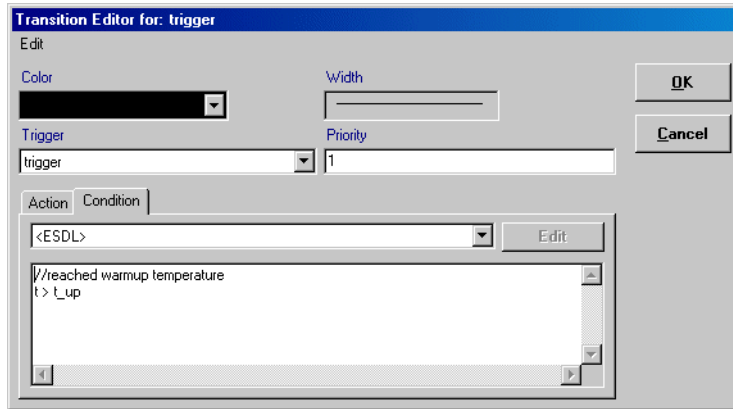 Transition Editor for: trigger
Edit
Color
Width
OK
Trigger
Priority
Cancel
trigger
1
Action
Condition
<ESDL>
Edit
//reached warmup temperature
t > t_up